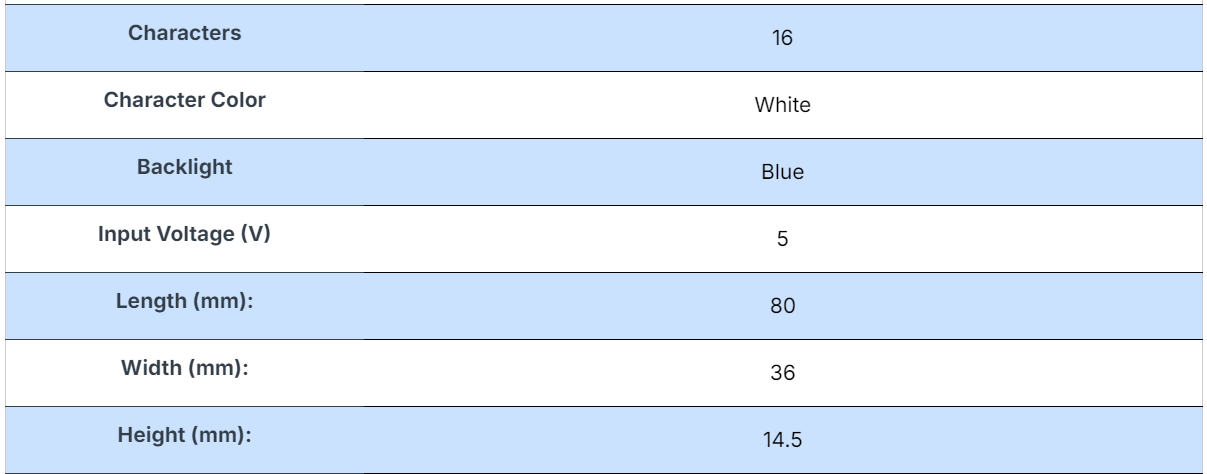 Characters 16
Character Color White
Backlight Blue
Input Voltage (V) 5
Length (mm): 80
Width (mm): 36
Height (mm): 14.5